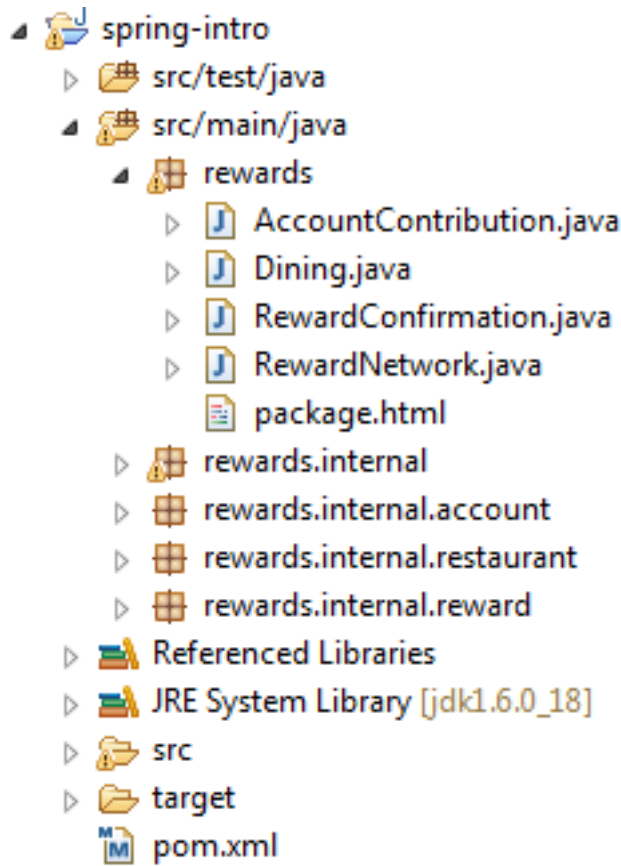 spring-intro
src/test/java
src/main/java
rewards
AccountContribution.java
Dining.java
RewardConfirmation.java
RewardNetwork.java
package.html
rewards.internal
rewards.internal.account
rewards.internal.restaurant
rewards.internal.reward
Referenced Libraries
JRE System Library [jdk1.6.0_18]
src
target
pom.xml